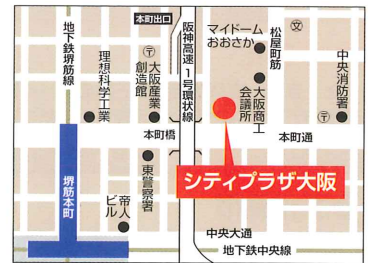 本町出口
地下鉄堺筋線
理想科学工業
〒
大阪産業
創造館
阪神高速1号環状線
マイドーム
おおさか
松屋町筋
文
大阪商工
会議所
中央消防署
〒
本町橋
本町通
東警察署
シティプラザ大阪
堺筋本町
帝人
ビル
中央大通
地下鉄中央線